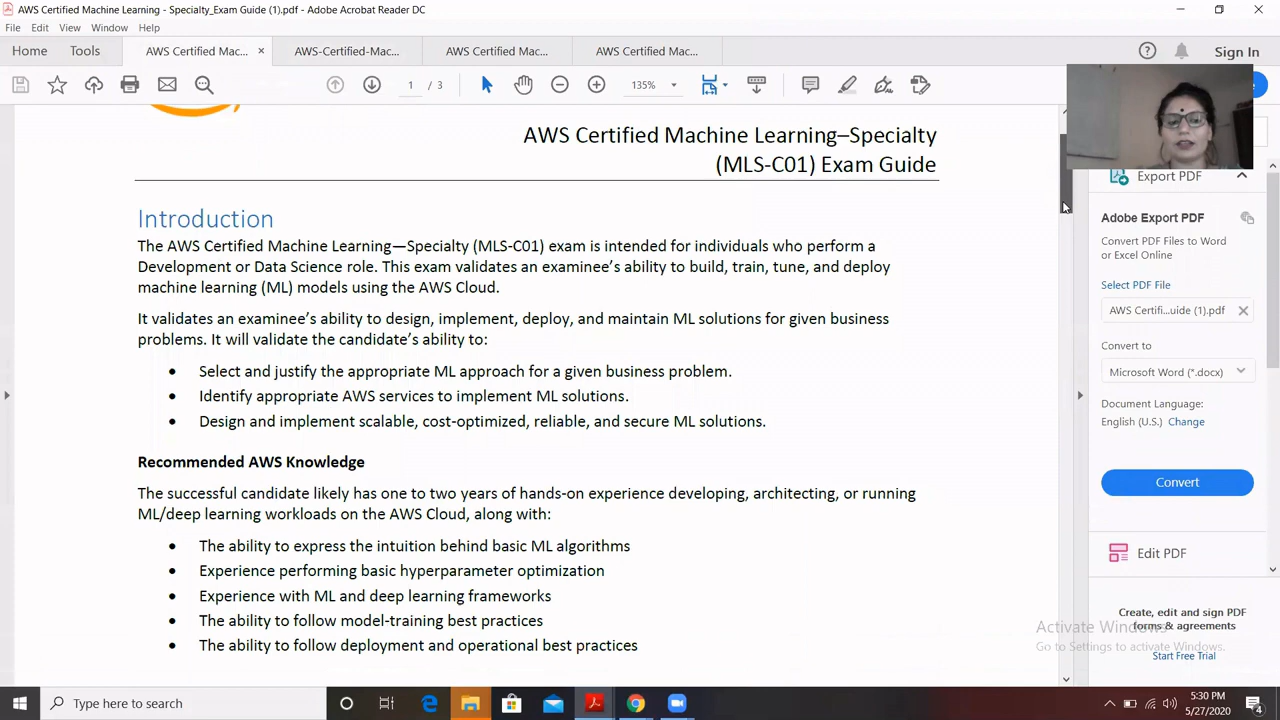 AWS Certified Machine Learning - Specialty_Exam Guide (1).pdf - Adobe Acrobat Reader DC
File Edit View Window Help
Home Tools AWS Certified Mac... × AWS-Certified-Mac... AWS Certified Mac... AWS Certified Mac... Sign In
1 / 3 135%
AWS Certified Machine Learning–Specialty
(MLS-C01) Exam Guide
Introduction
The AWS Certified Machine Learning—Specialty (MLS-C01) exam is intended for individuals who perform a
Development or Data Science role. This exam validates an examinee’s ability to build, train, tune, and deploy
machine learning (ML) models using the AWS Cloud.
It validates an examinee’s ability to design, implement, deploy, and maintain ML solutions for given business
problems. It will validate the candidate’s ability to:
• Select and justify the appropriate ML approach for a given business problem.
• Identify appropriate AWS services to implement ML solutions.
• Design and implement scalable, cost-optimized, reliable, and secure ML solutions.
Recommended AWS Knowledge
The successful candidate likely has one to two years of hands-on experience developing, architecting, or running
ML/deep learning workloads on the AWS Cloud, along with:
• The ability to express the intuition behind basic ML algorithms
• Experience performing basic hyperparameter optimization
• Experience with ML and deep learning frameworks
• The ability to follow model-training best practices
• The ability to follow deployment and operational best practices
Export PDF
Adobe Export PDF
Convert PDF Files to Word
or Excel Online
Select PDF File
AWS Certifi...uide (1).pdf
Convert to
Microsoft Word (*.docx)
Document Language:
English (U.S.) Change
Convert
Edit PDF
Create, edit and sign PDF
forms & agreements
Start Free Trial
Activate Windows
Go to Settings to activate Windows.
Type here to search
5:30 PM
5/27/2020
4